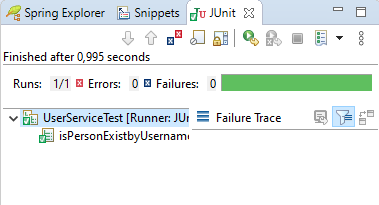 Spring Explorer Snippets JUnit
Finished after 0,995 seconds
Runs: 1/1 Errors: 0 Failures: 0
UserServiceTest [Runner: JUn
Failure Trace
isPersonExistbyUsername